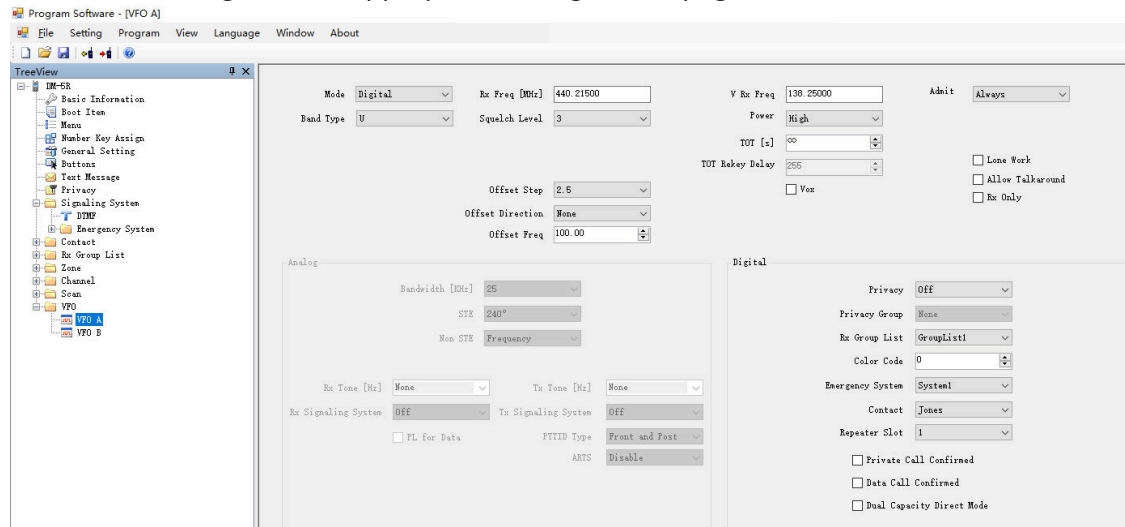 Program Software - [VFO A]
File Setting Program View Language Window About
TreeView
DM-5R
Basic Information
Boot Item
Menu
Number Key Assign
General Setting
Buttons
Text Message
Privacy
Signaling System
DTMF
Emergency System
Contact
Rx Group List
Zone
Channel
Scan
VFO
VFO A
VFO B
Mode Digital Rx Freq [MHz] 440.21500 V Rx Freq 138.25000 Admit Always
Band Type U Squelch Level 3 Power High
TOT [s] ∞
TOT Rekey Delay 255 Lone Work
Offset Step 2.5 Vox Allow Talkaround
Rx Only
Offset Direction None
Offset Freq 100.00
Analog
Bandwidth [KHz] 25
STE 240°
Non STE Frequency
Rx Tone [Hz] None Tx Tone [Hz] None
Rx Signaling System Off Tx Signaling System Off
PL for Data PTTID Type Front and Post
ARTS Disable
Digital
Privacy Off
Privacy Group None
Rx Group List GroupList1
Color Code 0
Emergency System System1
Contact Jones
Repeater Slot 1
Private Call Confirmed
Data Call Confirmed
Dual Capacity Direct Mode